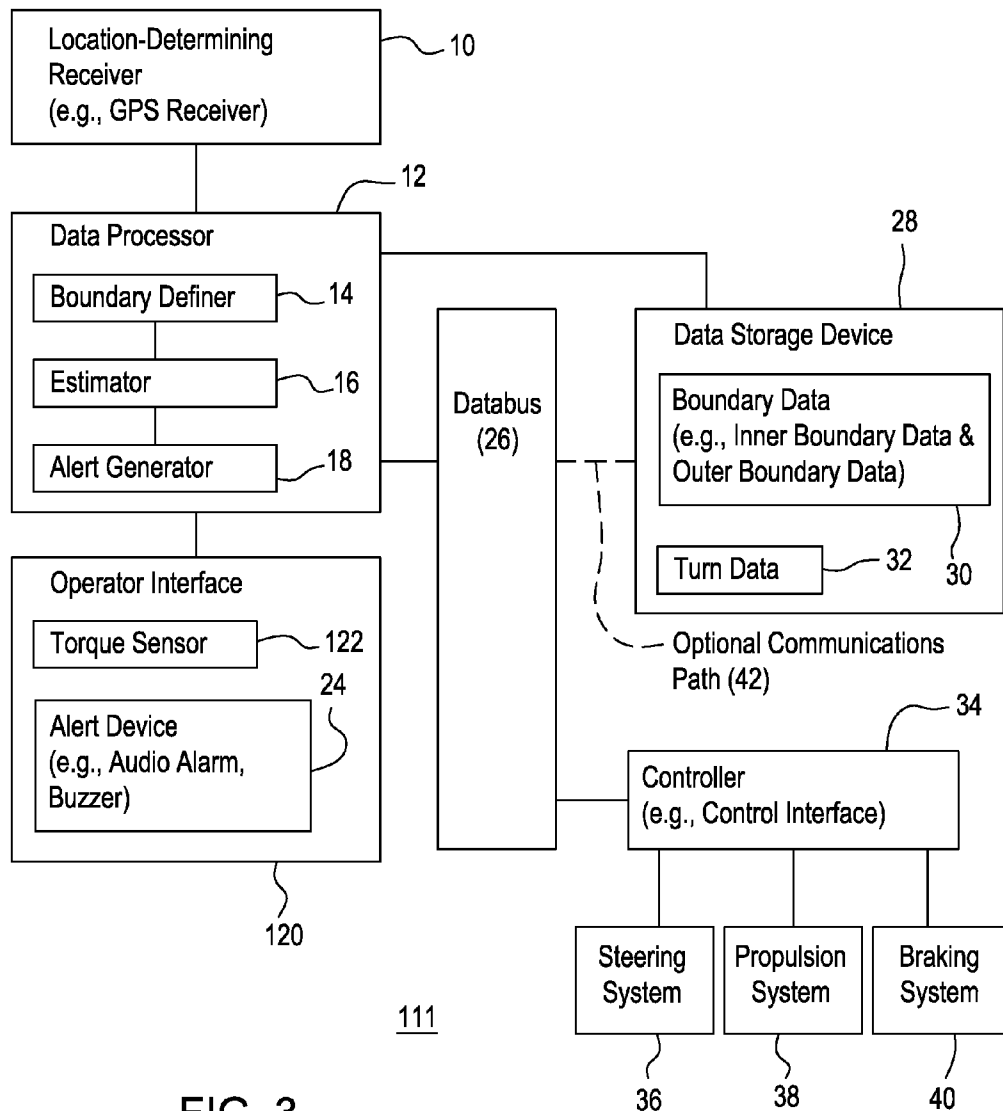 Location-Determining
Receiver
(e.g., GPS Receiver)
10
12
Data Processor
Boundary Definer
14
Estimator
16
Alert Generator
18
Operator Interface
Torque Sensor
122
24
Alert Device
(e.g., Audio Alarm,
Buzzer)
120
Databus
(26)
28
Data Storage Device
Boundary Data
(e.g., Inner Boundary Data &
Outer Boundary Data)
Turn Data
32
30
Optional Communications
Path (42)
34
Controller
(e.g., Control Interface)
Steering
System
Propulsion
System
Braking
System
36
38
40
111
FIG. 3